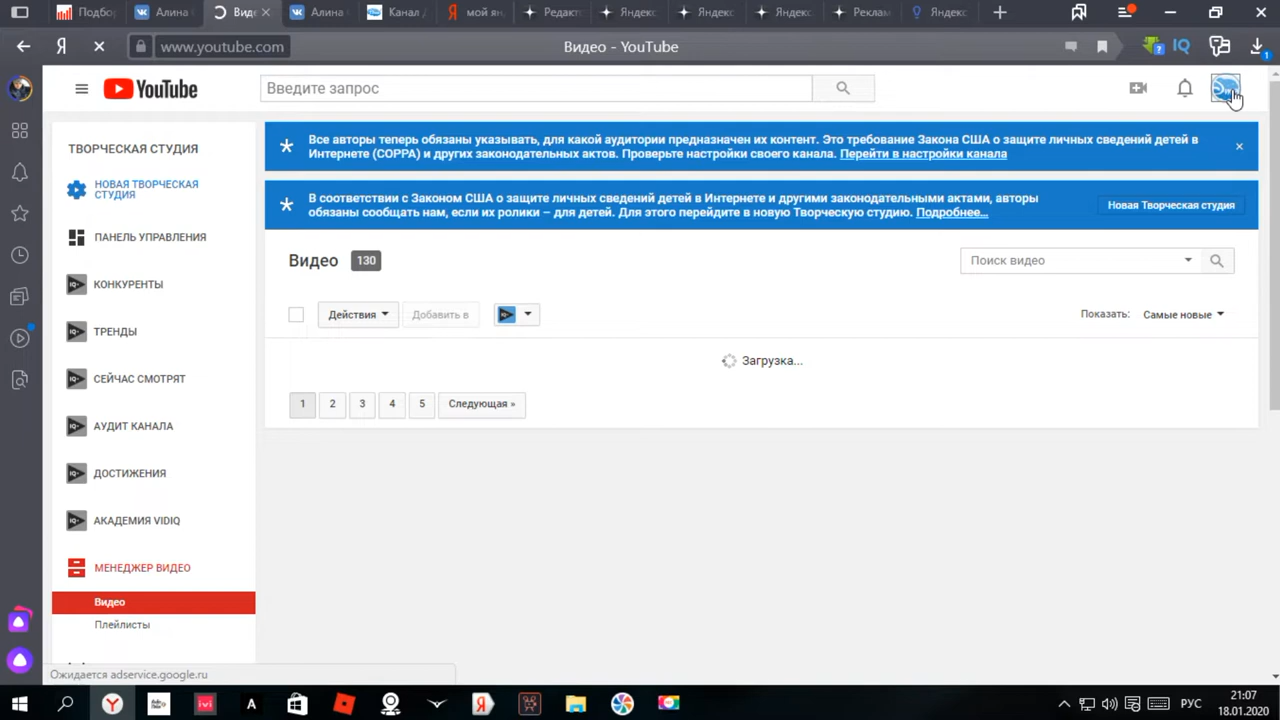 Подбор
Алина
Вид
Алина
Канал
мой ян
Редакт
Яндекс
Яндекс
Яндекс
Реклам
Яндекс
Я
www.youtube.com
Видео - YouTube
IQ
1
YouTube
Введите запрос
ТВОРЧЕСКАЯ СТУДИЯ
НОВАЯ ТВОРЧЕСКАЯ
СТУДИЯ
ПАНЕЛЬ УПРАВЛЕНИЯ
КОНКУРЕНТЫ
ТРЕНДЫ
СЕЙЧАС СМОТРЯТ
АУДИТ КАНАЛА
ДОСТИЖЕНИЯ
АКАДЕМИЯ VIDIQ
МЕНЕДЖЕР ВИДЕО
Видео
Плейлисты
Все авторы теперь обязаны указывать, для какой аудитории предназначен их контент. Это требование Закона США о защите личных сведений детей в
Интернете (COPPA) и других законодательных актов. Проверьте настройки своего канала. Перейти в настройки канала
В соответствии с Законом США о защите личных сведений детей в Интернете и другими законодательными актами, авторы
обязаны сообщать нам, если их ролики – для детей. Для этого перейдите в новую Творческую студию. Подробнее...
Новая Творческая студия
Видео 130
Поиск видео
Действия
Добавить в
Показать: Самые новые
Загрузка...
1 2 3 4 5 Следующая »
Ожидается adservice.google.ru
РУС
21:07
18.01.2020